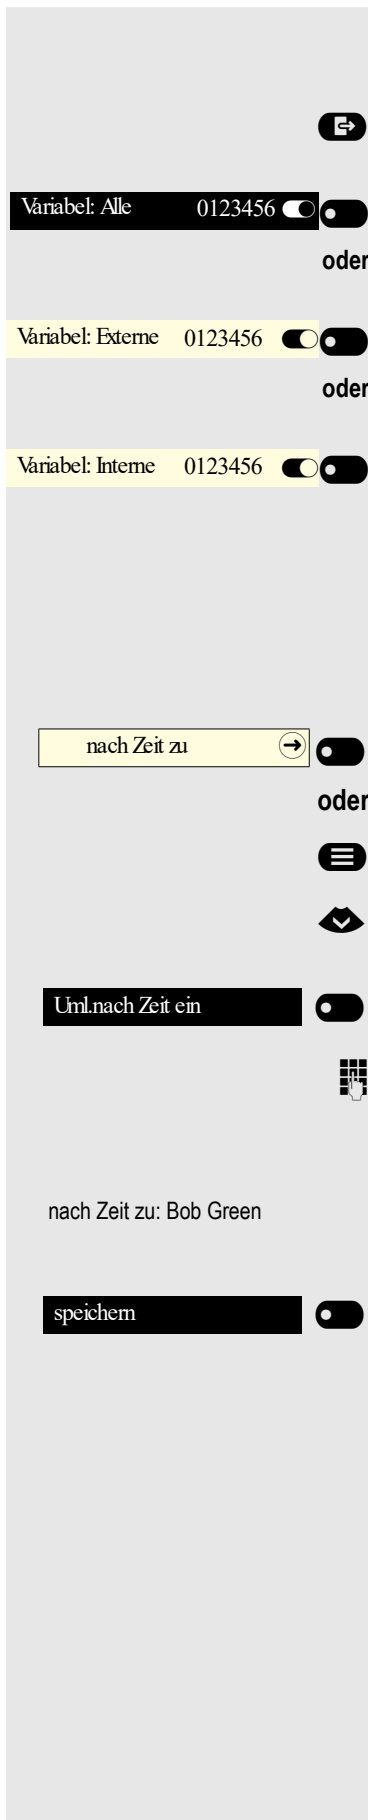 Variabel: Alle 0123456
oder
Variabel: Externe 0123456
oder
Variabel: Interne 0123456
nach Zeit zu
oder
Uml.nach Zeit ein
nach Zeit zu: Bob Green
speichern